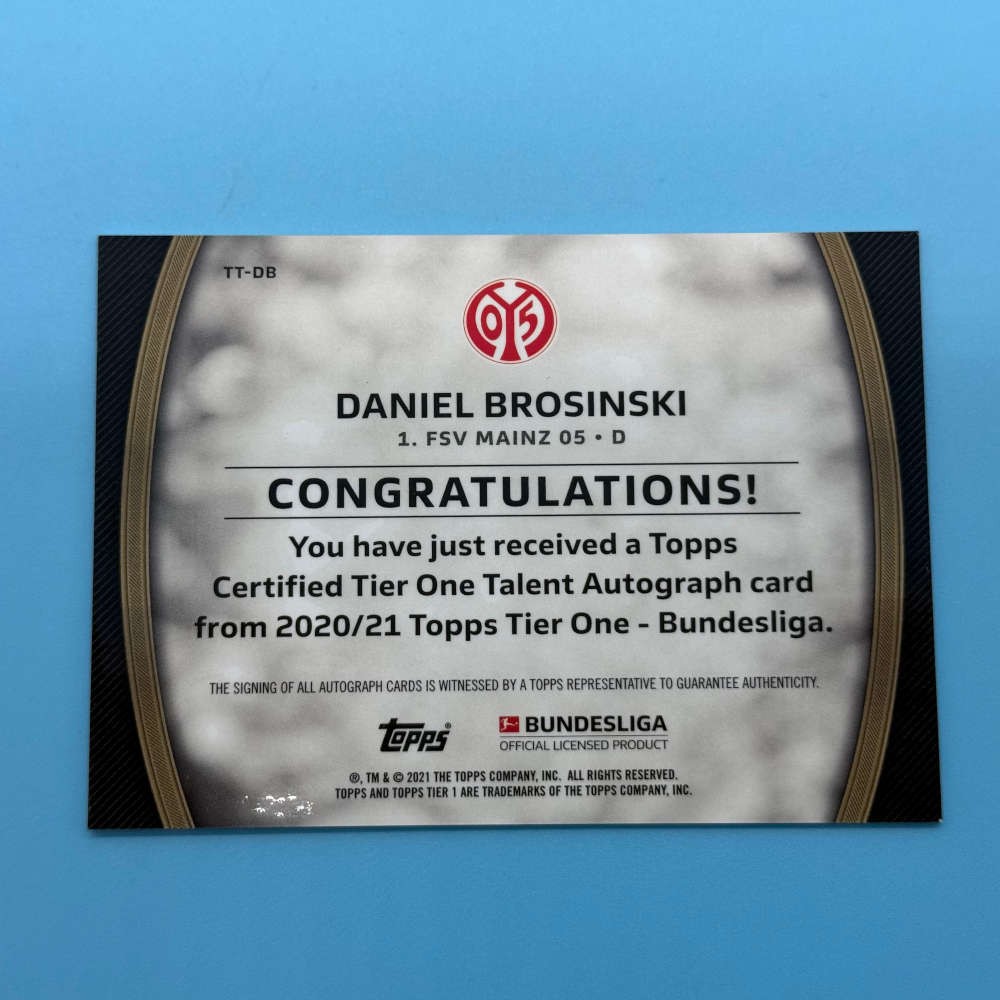 TT-DB
05
DANIEL BROSINSKI
1. FSV MAINZ 05 • D
CONGRATULATIONS!
You have just received a Topps
Certified Tier One Talent Autograph card
from 2020/21 Topps Tier One - Bundesliga.
THE SIGNING OF ALL AUTOGRAPH CARDS IS WITNESSED BY A TOPPS REPRESENTATIVE TO GUARANTEE AUTHENTICITY.
Topps® BUNDESLIGA
OFFICIAL LICENSED PRODUCT
®, TM & © 2021 THE TOPPS COMPANY, INC. ALL RIGHTS RESERVED.
TOPPS AND TOPPS TIER 1 ARE TRADEMARKS OF THE TOPPS COMPANY, INC.